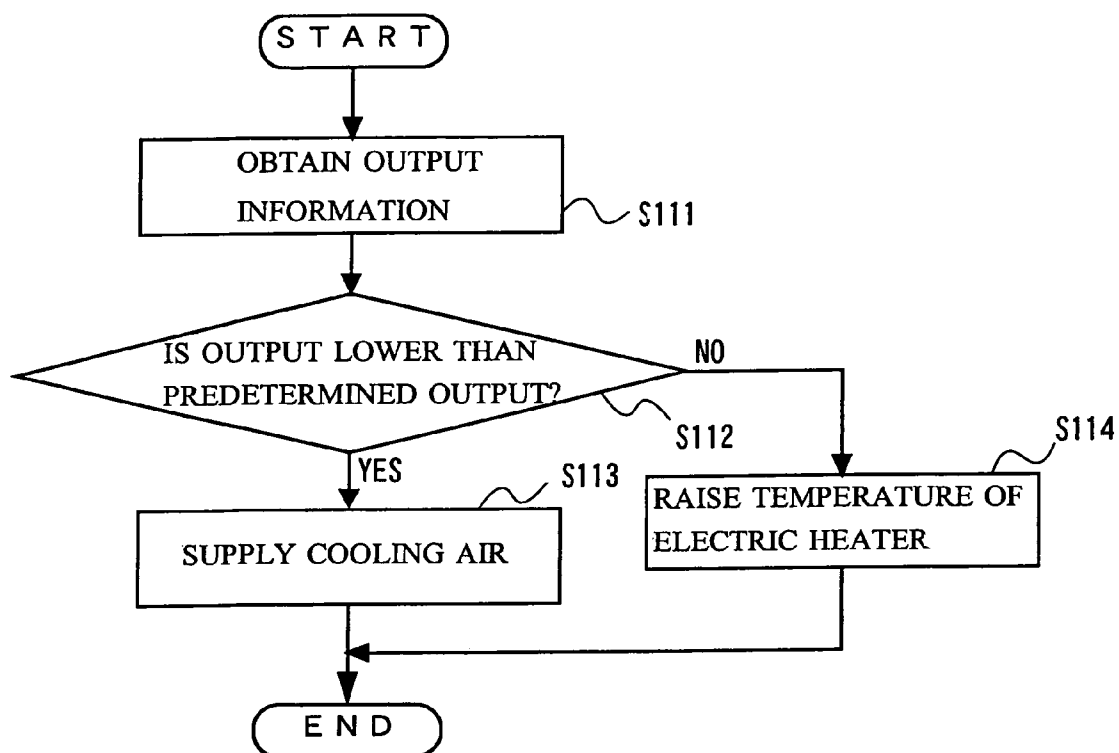 START
OBTAIN OUTPUT
INFORMATION
S111
IS OUTPUT LOWER THAN
PREDETERMINED OUTPUT?
NO
S112
YES
S113
S114
SUPPLY COOLING AIR
RAISE TEMPERATURE OF
ELECTRIC HEATER
END